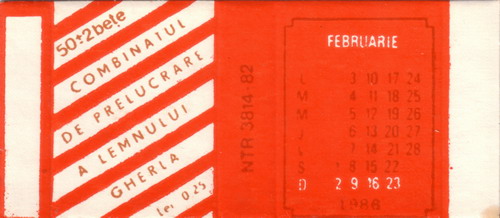 50±2bețe
COMBINATUL
DE PRELUCRARE
A LEMNULUI
GHERLA
Lei 0,25
NTR 3814-82
FEBRUARIE
L 3 10 17 24
M 4 11 18 25
M 5 12 19 26
J 6 13 20 27
V 7 14 21 28
S 1 8 15 22
D 2 9 16 23
1986